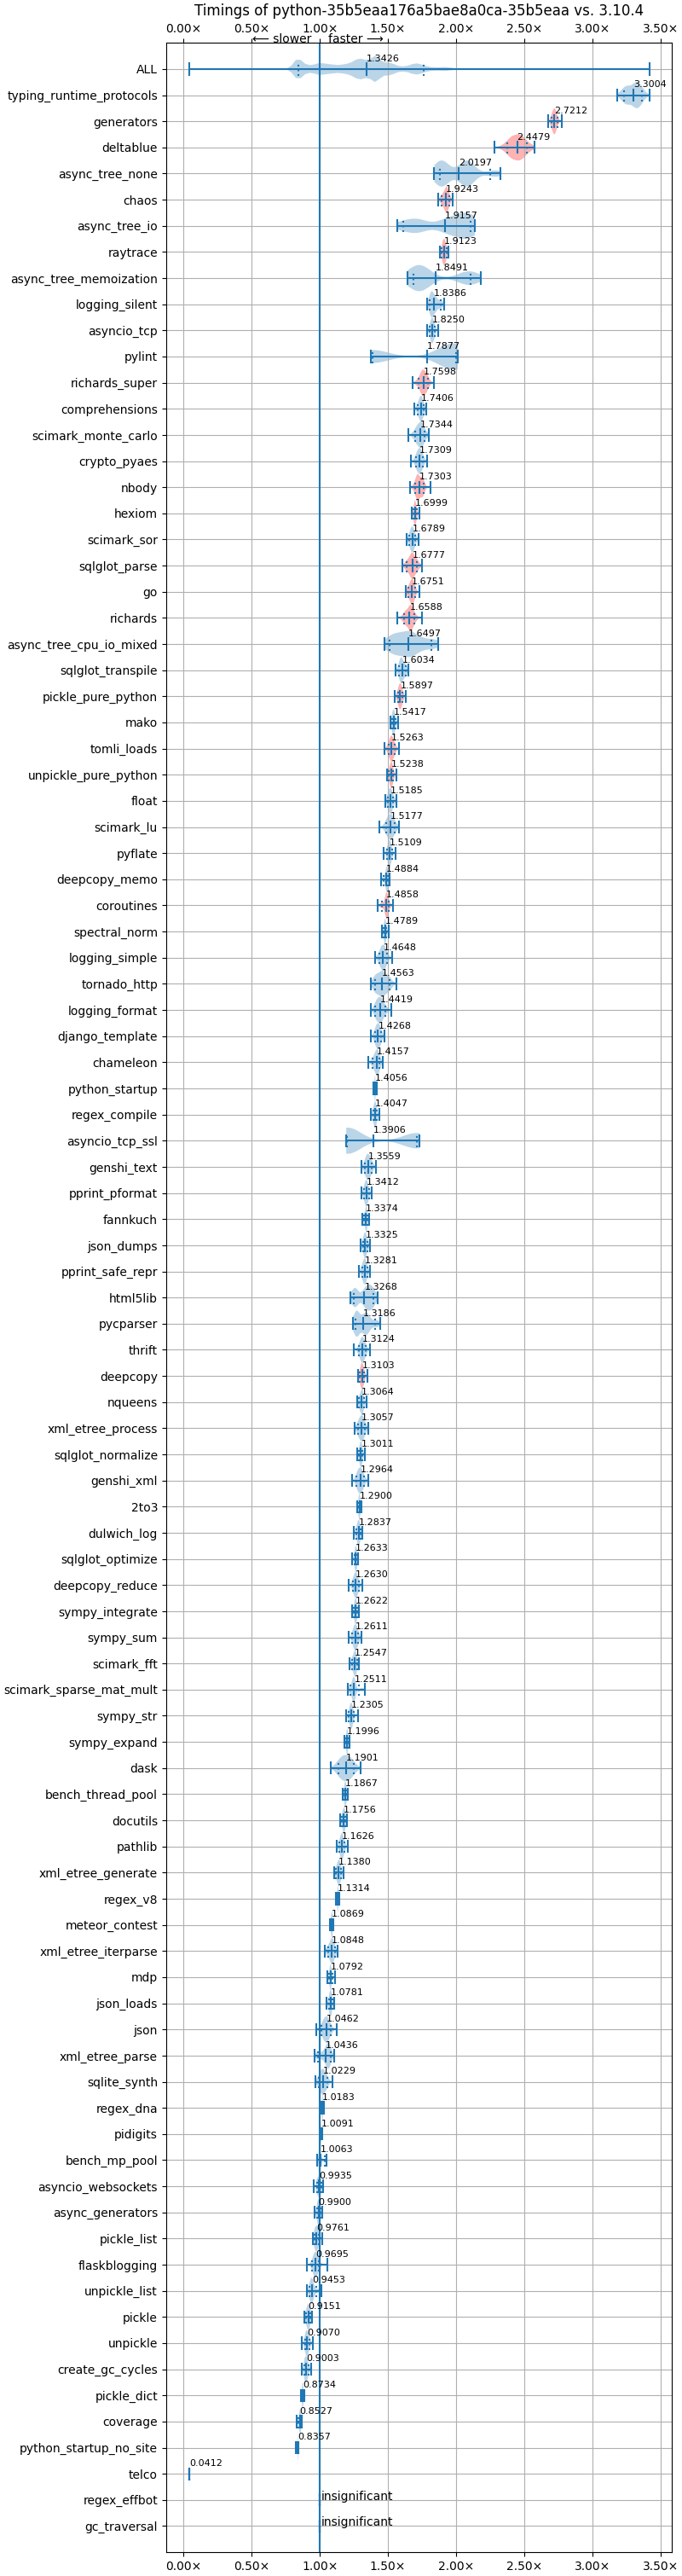 Timings of python-35b5eaa176a5bae8a0ca-35b5eaa vs. 3.10.4
0.00× 0.50× 1.00× 1.50× 2.00× 2.50× 3.00× 3.50×
⟵ slower faster ⟶
ALL 1.3426
typing_runtime_protocols 3.3004
generators 2.7212
deltablue 2.4479
async_tree_none 2.0197
chaos 1.9243
async_tree_io 1.9157
raytrace 1.9123
async_tree_memoization 1.8491
logging_silent 1.8386
asyncio_tcp 1.8250
pylint 1.7877
richards_super 1.7598
comprehensions 1.7406
scimark_monte_carlo 1.7344
crypto_pyaes 1.7309
nbody 1.7303
hexiom 1.6999
scimark_sor 1.6789
sqlglot_parse 1.6777
go 1.6751
richards 1.6588
async_tree_cpu_io_mixed 1.6497
sqlglot_transpile 1.6034
pickle_pure_python 1.5897
mako 1.5417
tomli_loads 1.5263
unpickle_pure_python 1.5238
float 1.5185
scimark_lu 1.5177
pyflate 1.5109
deepcopy_memo 1.4884
coroutines 1.4858
spectral_norm 1.4789
logging_simple 1.4648
tornado_http 1.4563
logging_format 1.4419
django_template 1.4268
chameleon 1.4157
python_startup 1.4056
regex_compile 1.4047
asyncio_tcp_ssl 1.3906
genshi_text 1.3559
pprint_pformat 1.3412
fannkuch 1.3374
json_dumps 1.3325
pprint_safe_repr 1.3281
html5lib 1.3268
pycparser 1.3186
thrift 1.3124
deepcopy 1.3103
nqueens 1.3064
xml_etree_process 1.3057
sqlglot_normalize 1.3011
genshi_xml 1.2964
2to3 1.2900
dulwich_log 1.2837
sqlglot_optimize 1.2633
deepcopy_reduce 1.2630
sympy_integrate 1.2622
sympy_sum 1.2611
scimark_fft 1.2547
scimark_sparse_mat_mult 1.2511
sympy_str 1.2305
sympy_expand 1.1996
dask 1.1901
bench_thread_pool 1.1867
docutils 1.1756
pathlib 1.1626
xml_etree_generate 1.1380
regex_v8 1.1314
meteor_contest 1.0869
xml_etree_iterparse 1.0848
mdp 1.0792
json_loads 1.0781
json 1.0462
xml_etree_parse 1.0436
sqlite_synth 1.0229
regex_dna 1.0183
pidigits 1.0091
bench_mp_pool 1.0063
asyncio_websockets 0.9935
async_generators 0.9900
pickle_list 0.9761
flaskblogging 0.9695
unpickle_list 0.9453
pickle 0.9151
unpickle 0.9070
create_gc_cycles 0.9003
pickle_dict 0.8734
coverage 0.8527
python_startup_no_site 0.8357
telco 0.0412
regex_effbot insignificant
gc_traversal insignificant
0.00× 0.50× 1.00× 1.50× 2.00× 2.50× 3.00× 3.50×